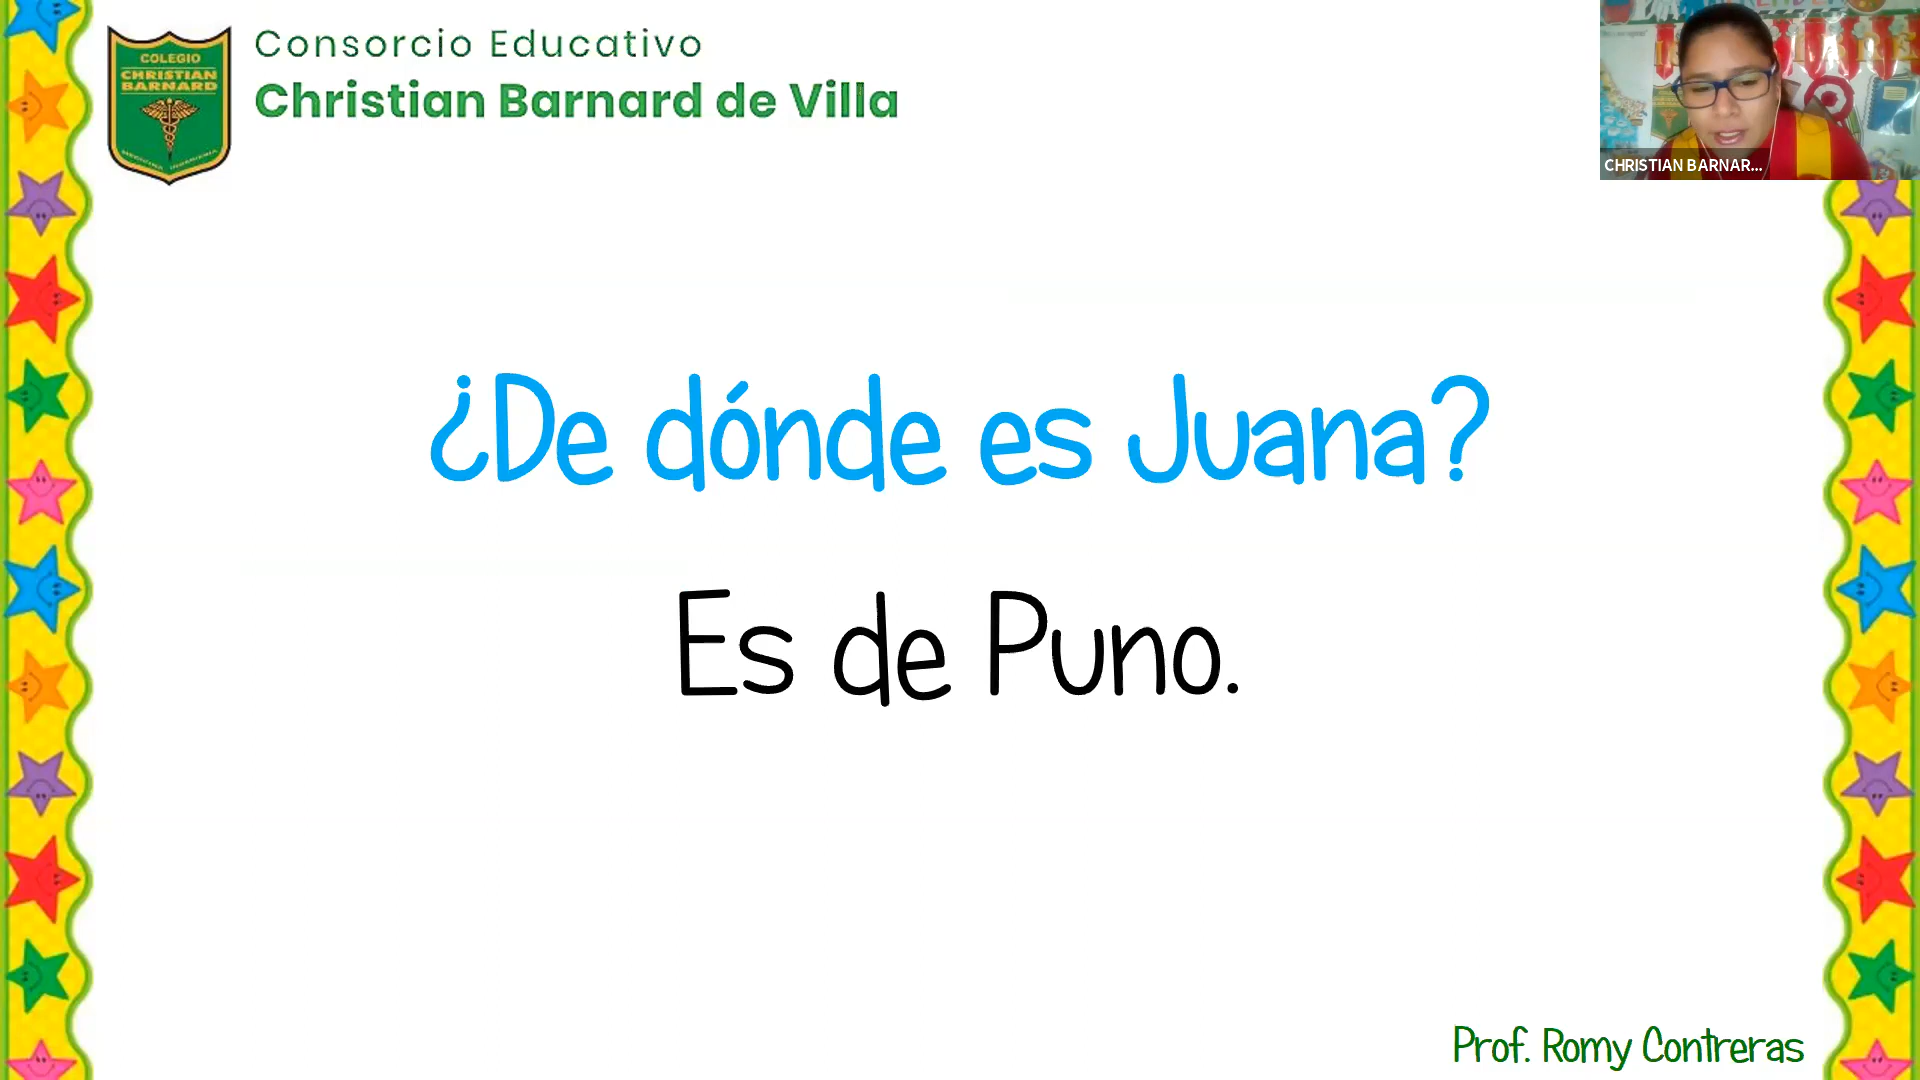 COLEGIO
CHRISTIAN
BARNARD
Consorcio Educativo
Christian Barnard de Villa
CHRISTIAN BARNAR...
¿De dónde es Juana?
Es de Puno.
Prof. Romy Contreras